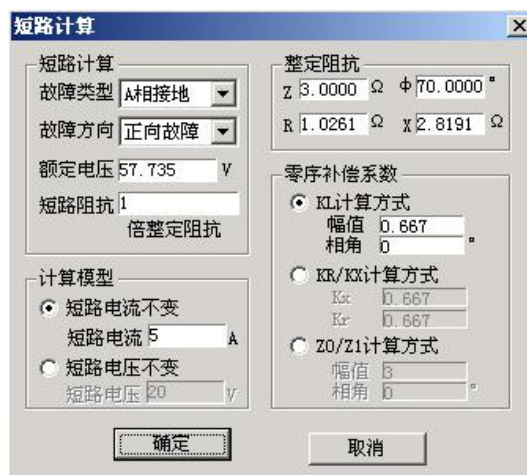 短路计算
短路计算
故障类型 A相接地
故障方向 正向故障
额定电压 57.735 V
短路阻抗 1
倍整定阻抗
计算模型
短路电流不变
短路电流 5 A
短路电压不变
短路电压 20 V
整定阻抗
Z 3.0000 Ω Φ 70.0000 °
R 1.0261 Ω X 2.8191 Ω
零序补偿系数
KL计算方式
幅值 0.667
相角 0 °
KR/KX计算方式
Kx 0.667
Kr 0.667
Z0/Z1计算方式
幅值 3
相角 0 °
确定
取消